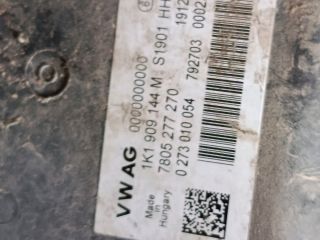 VW AG
0000000000
1K1 909 144 M S1901 HH
7805 277 270
0 273 010 054
792703
0002
1912
Made
in
Hungary